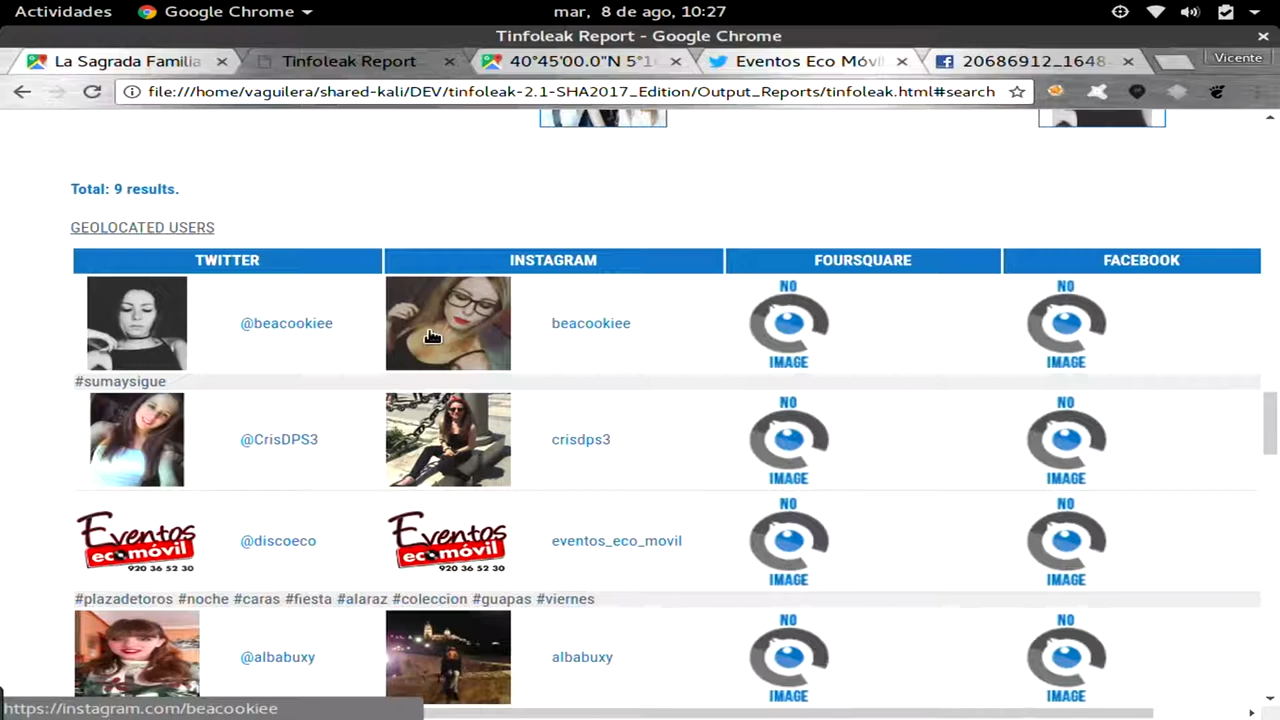 Actividades Google Chrome mar, 8 de ago, 10:27
Tinfoleak Report - Google Chrome
La Sagrada Familia Tinfoleak Report 40°45'00.0"N 5°1 Eventos Eco Móvi 20686912_1648 Vicente
file:///home/vaguilera/shared-kali/DEV/tinfoleak-2.1-SHA2017_Edition/Output_Reports/tinfoleak.html#search
Total: 9 results.
GEOLOCATED USERS
TWITTER INSTAGRAM FOURSQUARE FACEBOOK
@beacookiee beacookiee NO IMAGE NO IMAGE
#sumaysigue
@CrisDPS3 crisdps3 NO IMAGE NO IMAGE
Eventos ecomóvil 920 36 52 30 @discoeco Eventos ecomóvil 920 36 52 30 eventos_eco_movil NO IMAGE NO IMAGE
#plazadetoros #noche #caras #fiesta #alaraz #coleccion #guapas #viernes
@albabuxy albabuxy NO IMAGE NO IMAGE
https://instagram.com/beacookiee